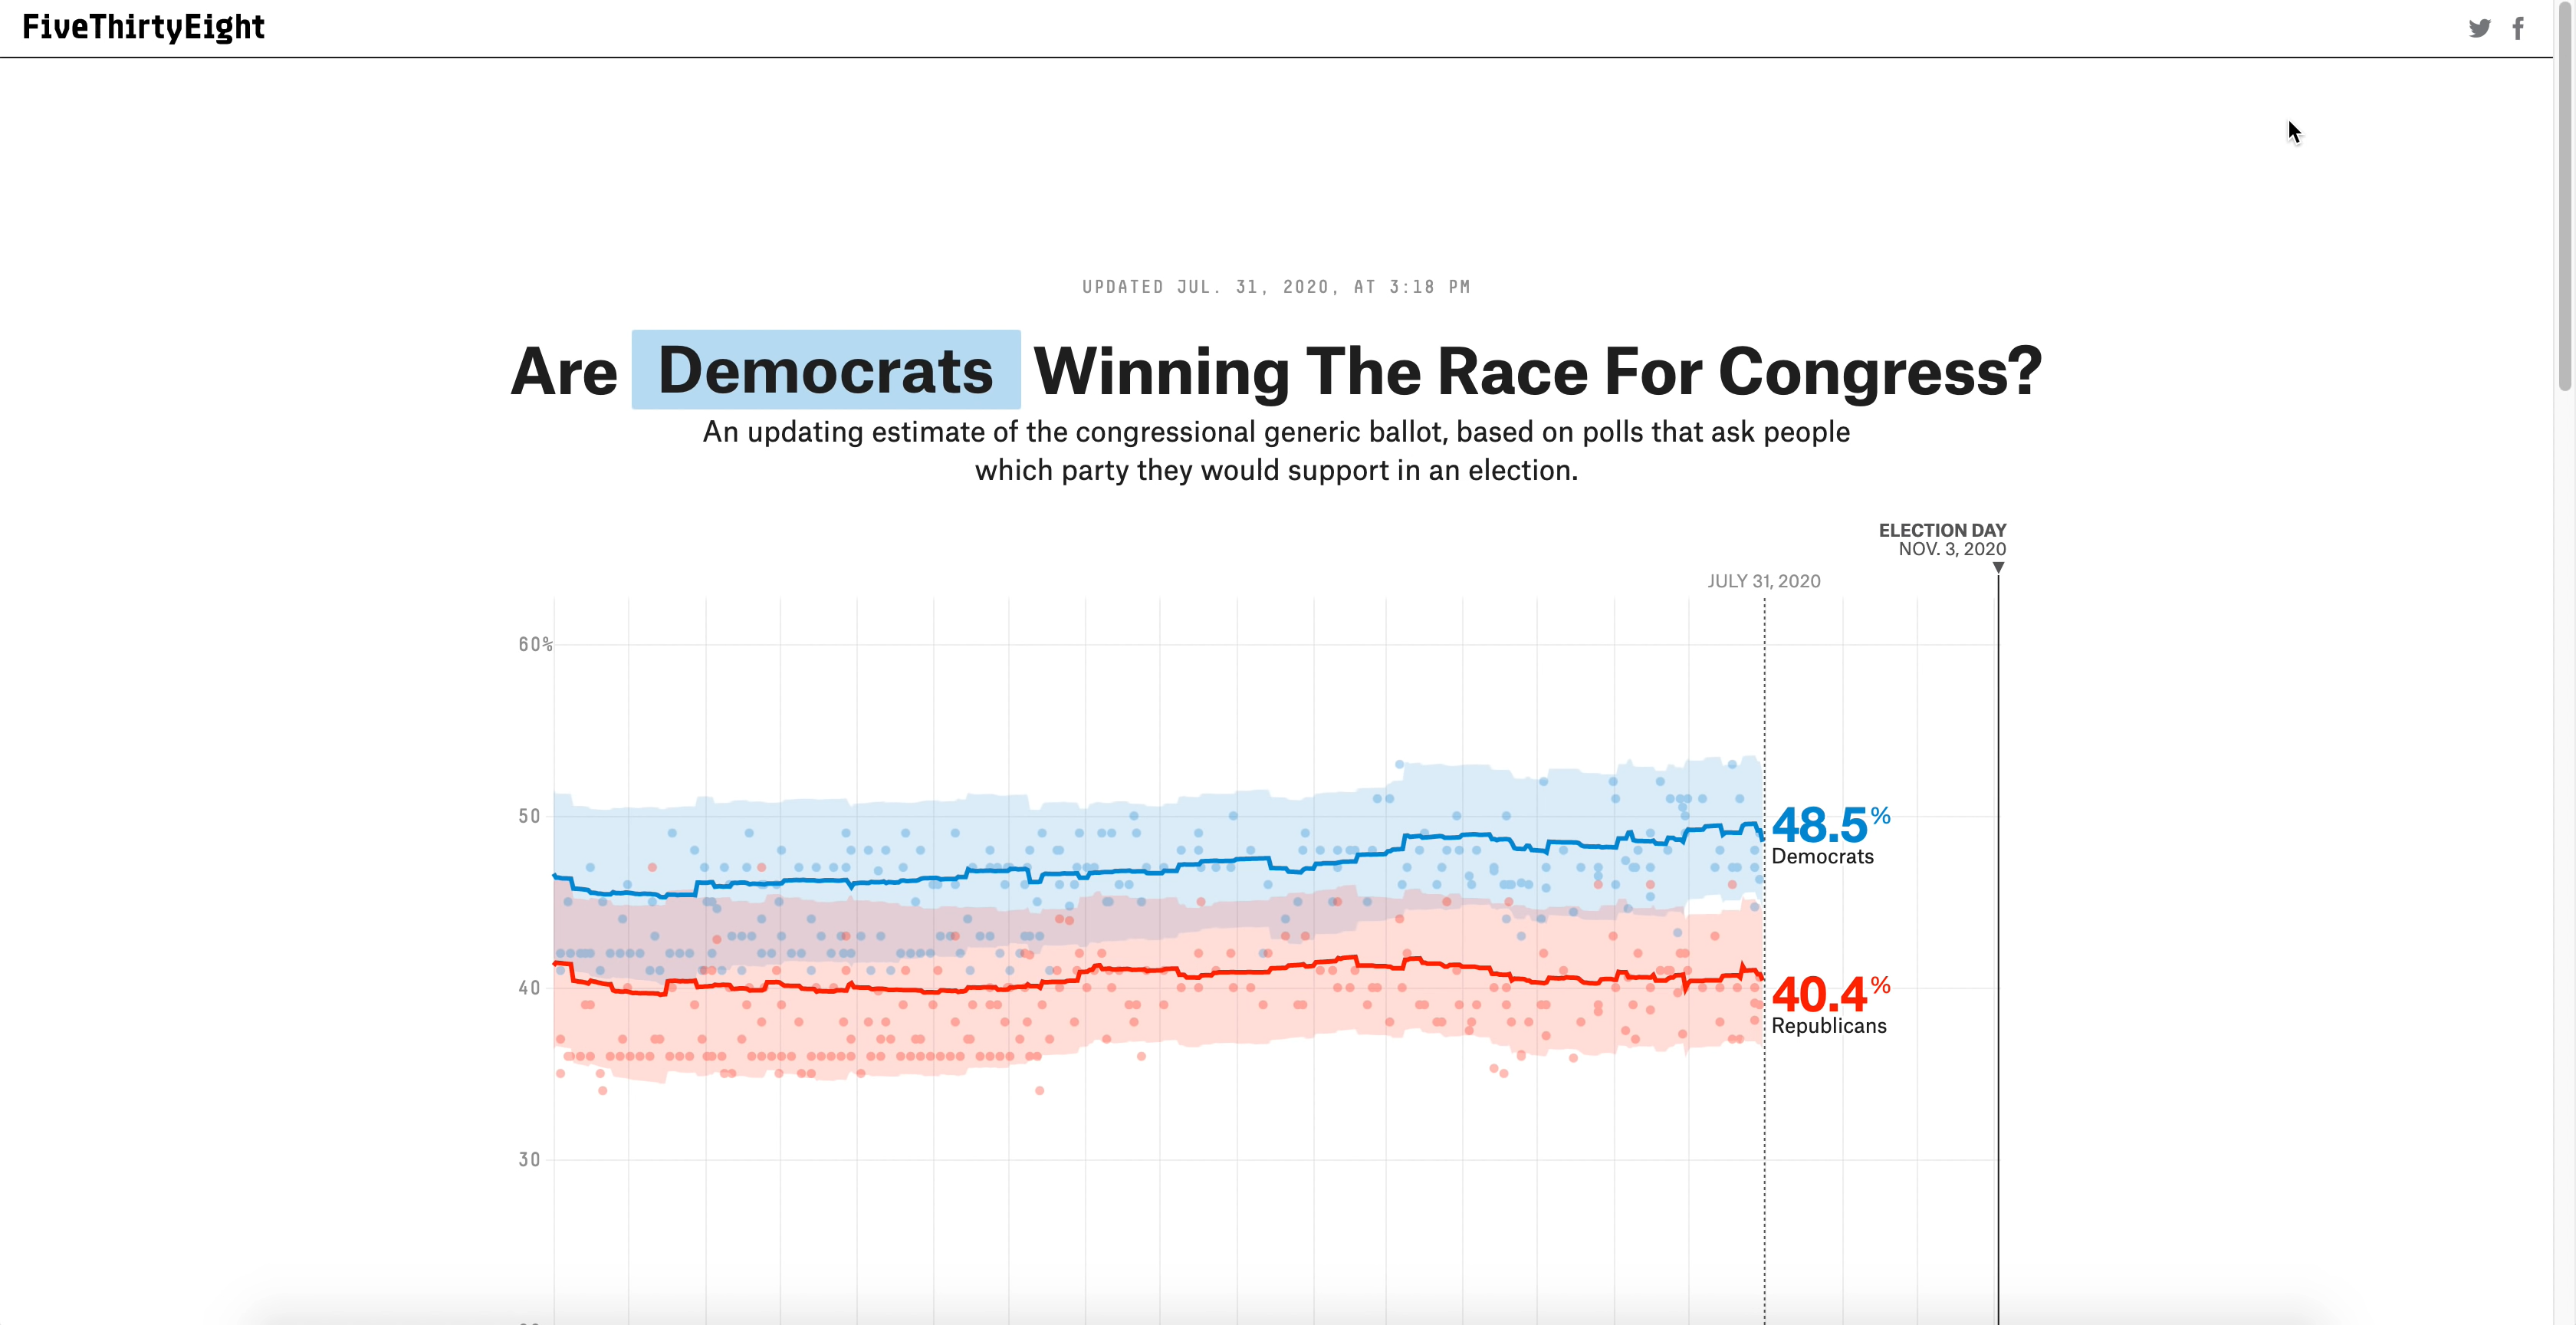 FiveThirtyEight
UPDATED JUL. 31, 2020, AT 3:18 PM
Are Democrats Winning The Race For Congress?
An updating estimate of the congressional generic ballot, based on polls that ask people
which party they would support in an election.
ELECTION DAY
NOV. 3, 2020
JULY 31, 2020
60%
50
48.5%
Democrats
40
40.4%
Republicans
30